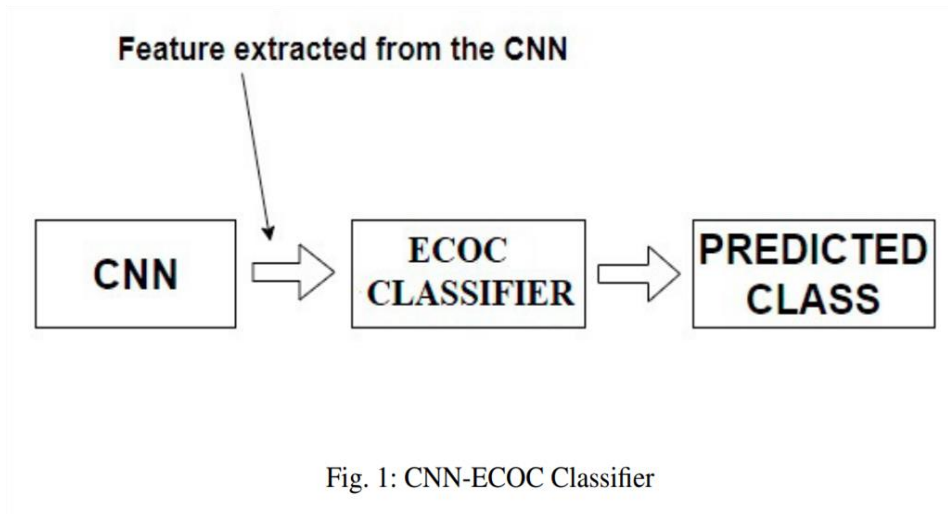 Feature extracted from the CNN
CNN
ECOC
CLASSIFIER
PREDICTED
CLASS
Fig. 1: CNN-ECOC Classifier